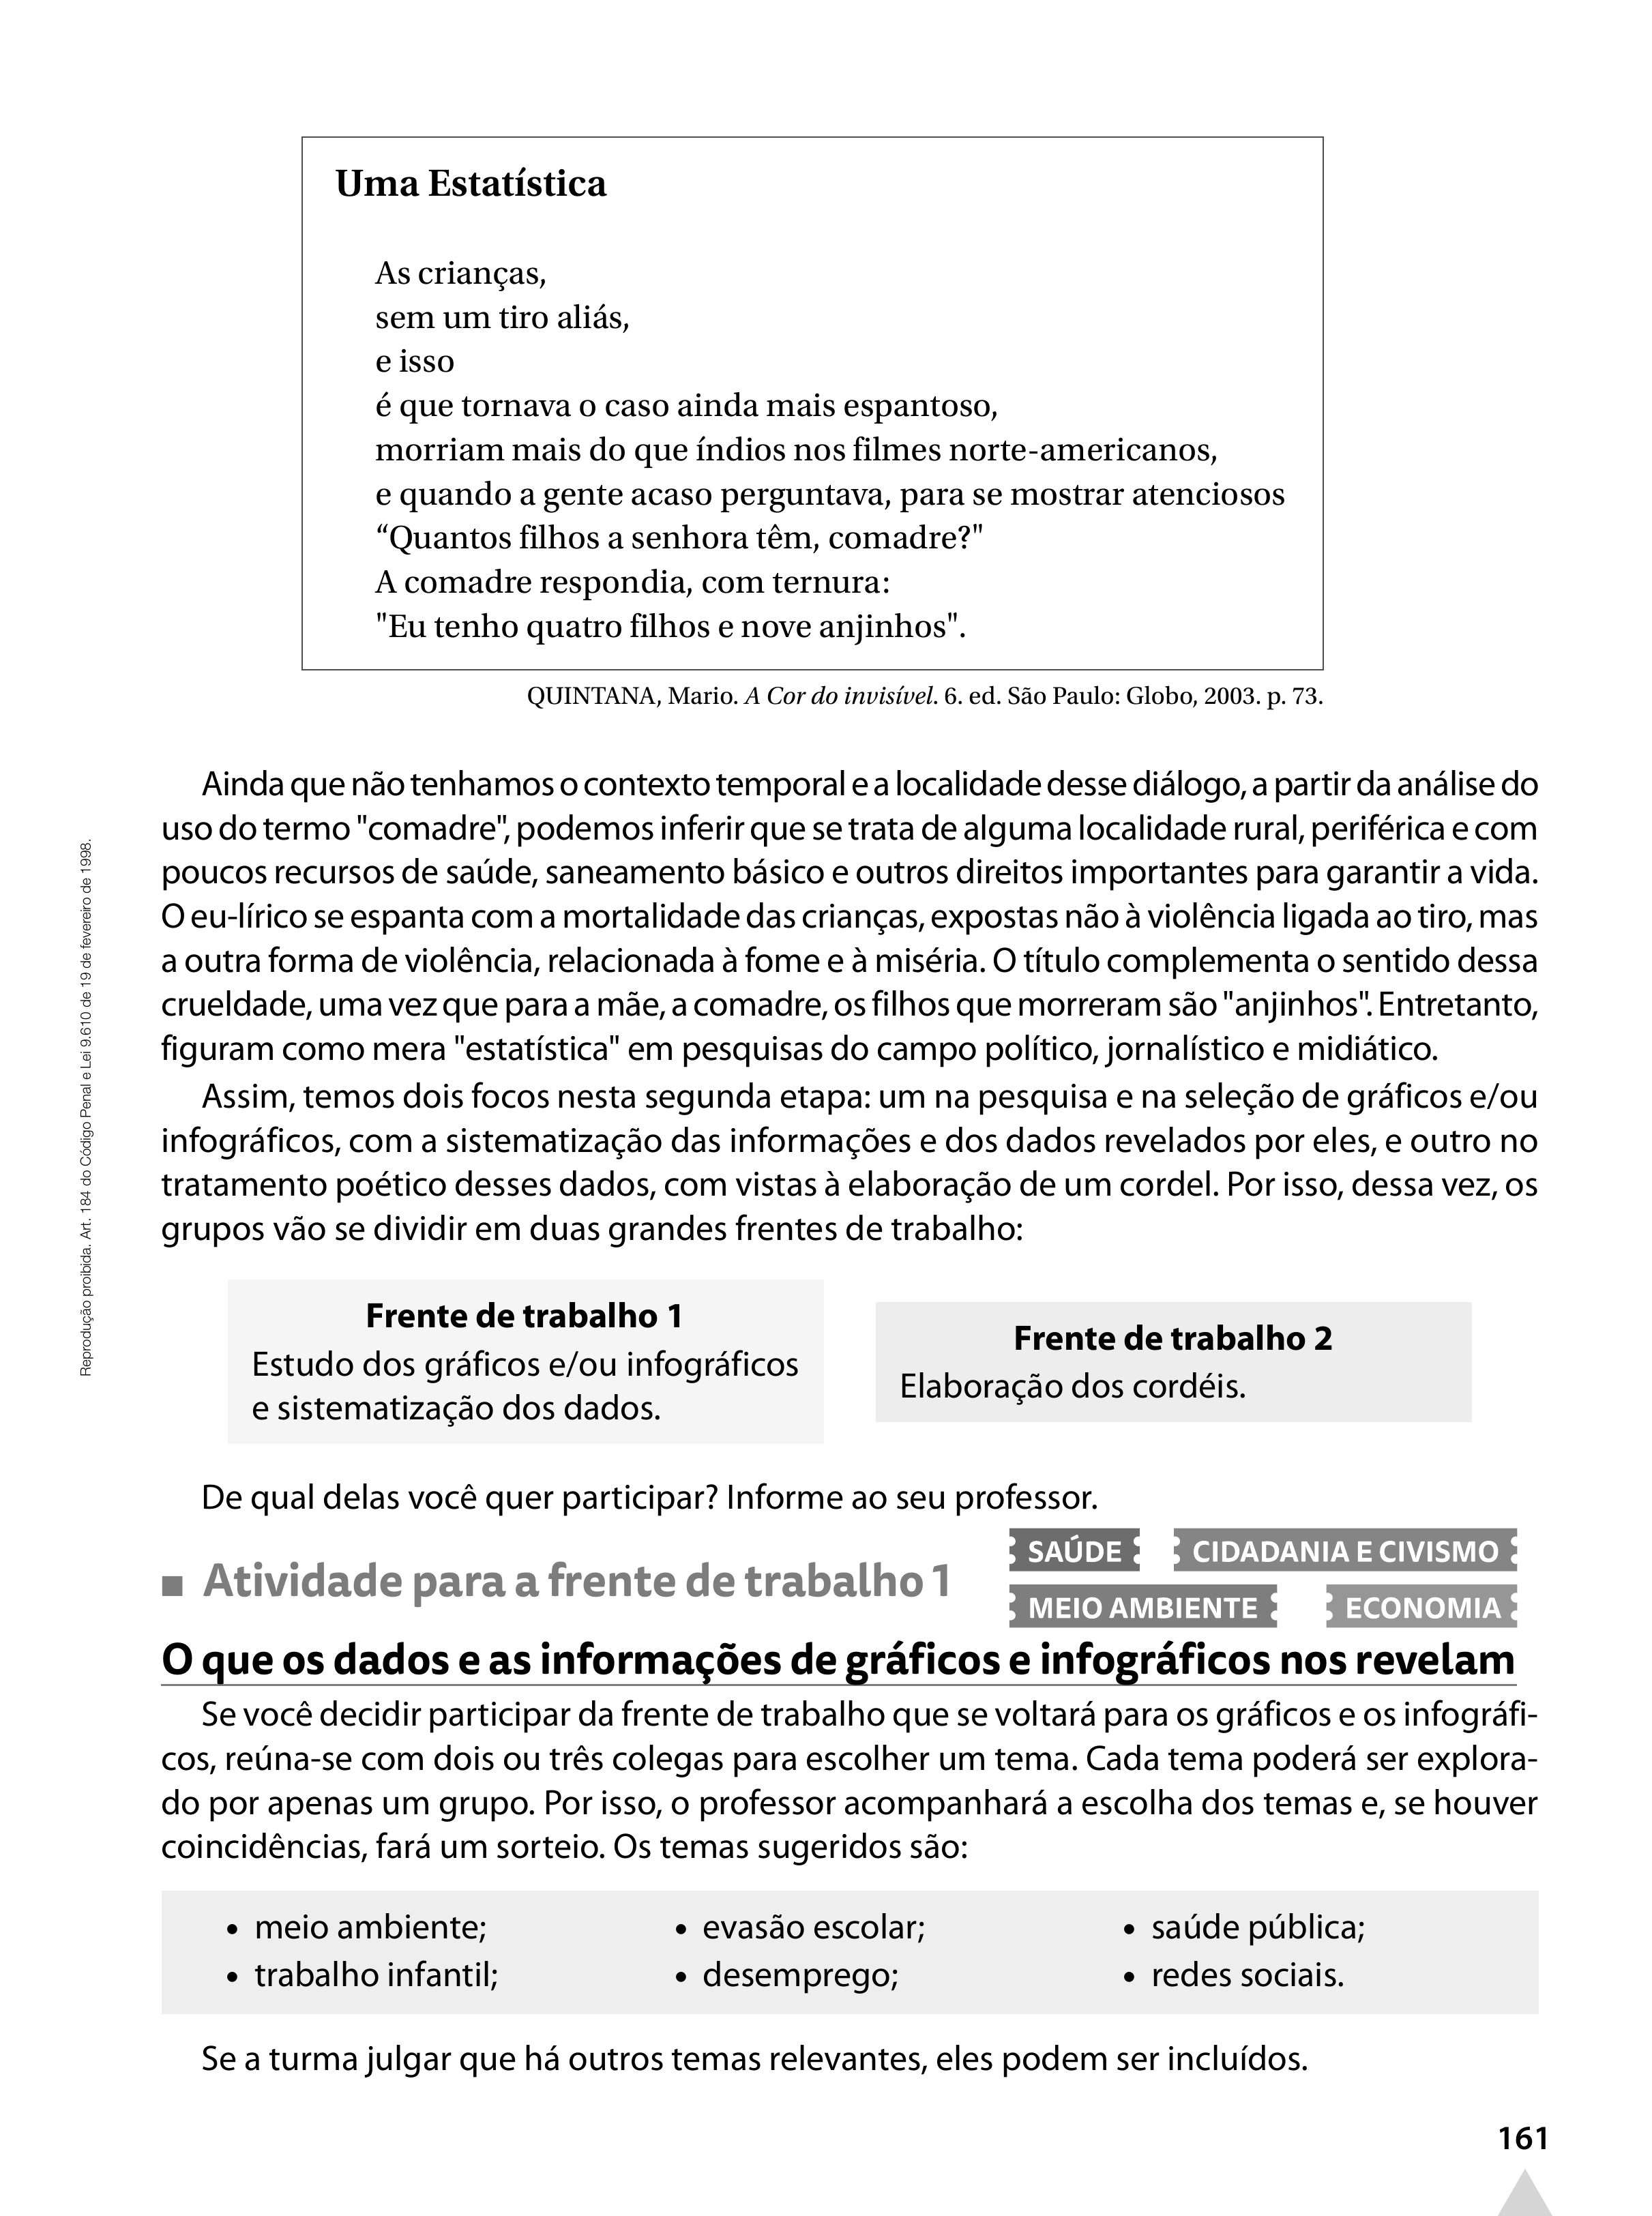 Uma Estatística
As crianças,
sem um tiro aliás,
e isso
é que tornava o caso ainda mais espantoso,
morriam mais do que índios nos filmes norte-americanos,
e quando a gente acaso perguntava, para se mostrar atenciosos
“Quantos filhos a senhora têm, comadre?"
A comadre respondia, com ternura:
"Eu tenho quatro filhos e nove anjinhos".
QUINTANA, Mario. A Cor do invisível. 6. ed. São Paulo: Globo, 2003. p. 73.
Ainda que não tenhamos o contexto temporal e a localidade desse diálogo, a partir da análise do
uso do termo "comadre", podemos inferir que se trata de alguma localidade rural, periférica e com
poucos recursos de saúde, saneamento básico e outros direitos importantes para garantir a vida.
O eu-lírico se espanta com a mortalidade das crianças, expostas não à violência ligada ao tiro, mas
a outra forma de violência, relacionada à fome e à miséria. O título complementa o sentido dessa
crueldade, uma vez que para a mãe, a comadre, os filhos que morreram são "anjinhos". Entretanto,
figuram como mera "estatística" em pesquisas do campo político, jornalístico e midiático.
Assim, temos dois focos nesta segunda etapa: um na pesquisa e na seleção de gráficos e/ou
infográficos, com a sistematização das informações e dos dados revelados por eles, e outro no
tratamento poético desses dados, com vistas à elaboração de um cordel. Por isso, dessa vez, os
grupos vão se dividir em duas grandes frentes de trabalho:
Frente de trabalho 1
Estudo dos gráficos e/ou infográficos
e sistematização dos dados.
Frente de trabalho 2
Elaboração dos cordéis.
De qual delas você quer participar? Informe ao seu professor.
■ Atividade para a frente de trabalho 1
SAÚDE
CIDADANIA E CIVISMO
MEIO AMBIENTE
ECONOMIA
O que os dados e as informações de gráficos e infográficos nos revelam
Se você decidir participar da frente de trabalho que se voltará para os gráficos e os infográfi-
cos, reúna-se com dois ou três colegas para escolher um tema. Cada tema poderá ser explora-
do por apenas um grupo. Por isso, o professor acompanhará a escolha dos temas e, se houver
coincidências, fará um sorteio. Os temas sugeridos são:
• meio ambiente;
• trabalho infantil;
• evasão escolar;
• desemprego;
• saúde pública;
• redes sociais.
Se a turma julgar que há outros temas relevantes, eles podem ser incluídos.
161
Reprodução proibida. Art. 184 do Código Penal e Lei 9.610 de 19 de fevereiro de 1998.